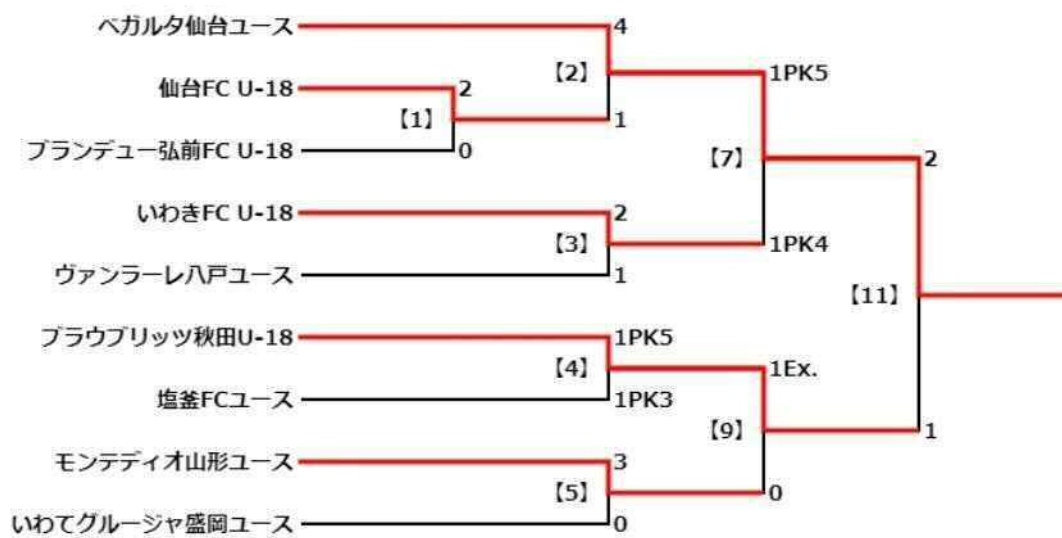 ベガルタ仙台ユース
4
【2】
1PK5
仙台FC U-18
2
【1】
1
ブランデュー弘前FC U-18
0
【7】
2
いわきFC U-18
2
【3】
1PK4
ヴァンラーレ八戸ユース
1
【11】
ブラウブリッツ秋田U-18
1PK5
【4】
1Ex.
塩釜FCユース
1PK3
【9】
1
モンテディオ山形ユース
3
【5】
0
いわてグルージャ盛岡ユース
0